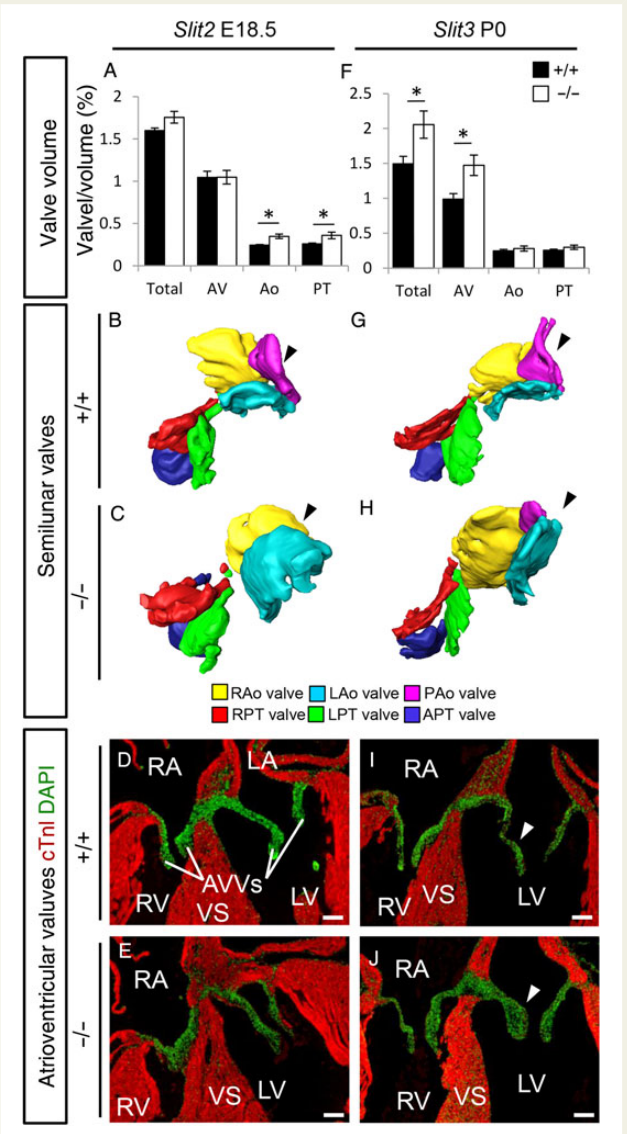 Slit2 E18.5
Slit3 P0
Valve volume
A
Valvel/volume (%)
2
1.5
1
0.5
0
*
*
Total AV Ao PT
F
+/+
−/−
2.5
2
1.5
1
0.5
0
*
*
Total AV Ao PT
Semilunar valves
+/+
B
G
−/−
C
H
RAo valve LAo valve PAo valve
RPT valve LPT valve APT valve
Atrioventricular valuves cTnI DAPI
+/+
D
RA
LA
AVVs
RV
VS
LV
I
RA
RV
VS
LV
−/−
E
RA
RV
VS
LV
J
RA
RV
VS
LV